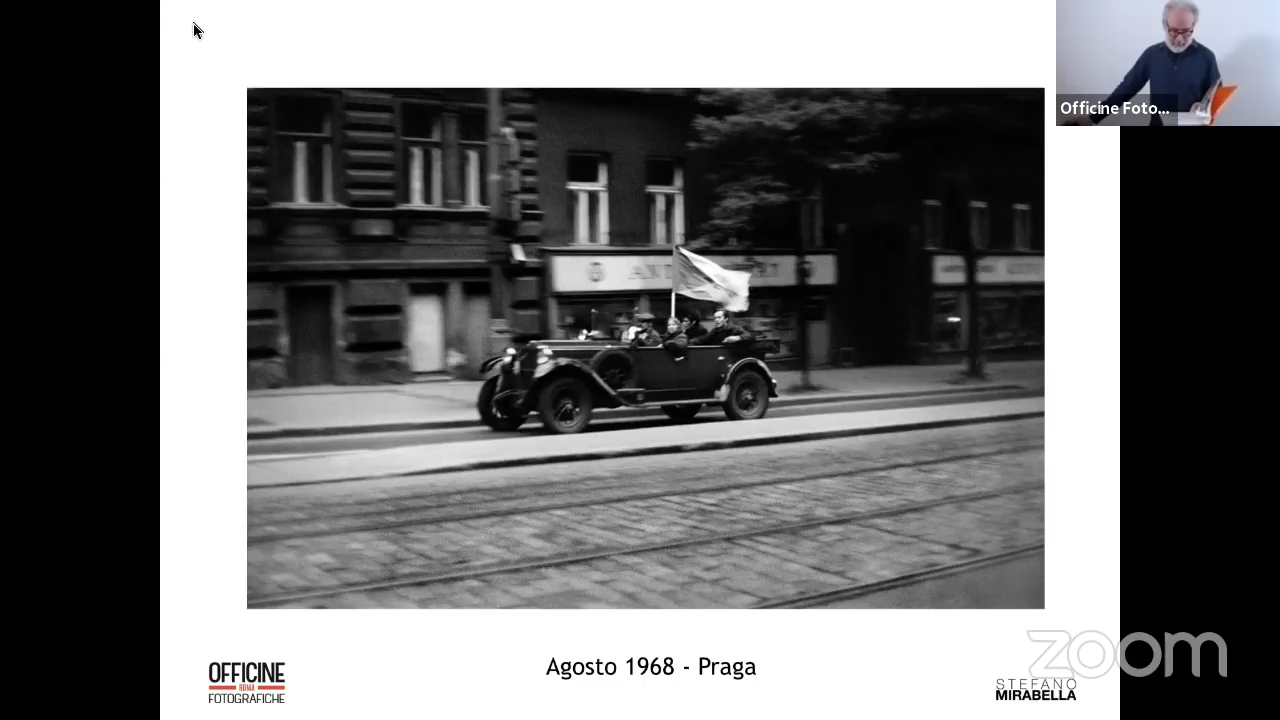 Officine Foto...
Agosto 1968 - Praga
OFFICINE
ROMA
FOTOGRAFICHE
zoom
STEFANO
MIRABELLA